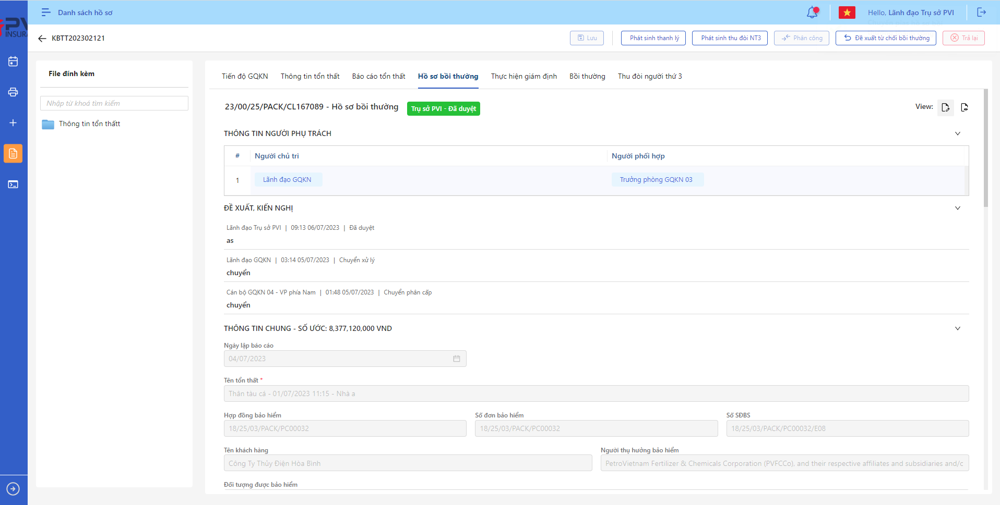 Danh sách hồ sơ
Hello, Lãnh đạo Trụ sở PVI
KBTT202302121
Lưu
Phát sinh thanh lý
Phát sinh thu đòi NT3
Phân công
Đề xuất từ chối bồi thường
Trả lại
File đính kèm
Nhập từ khoá tìm kiếm
Thông tin tổn thấtt
Tiến độ GQKN
Thông tin tổn thất
Báo cáo tổn thất
Hồ sơ bồi thường
Thực hiện giám định
Bồi thường
Thu đòi người thứ 3
23/00/25/PACK/CL167089 - Hồ sơ bồi thường
Trụ sở PVI - Đã duyệt
View:
THÔNG TIN NGƯỜI PHỤ TRÁCH
# Người chủ trì Người phối hợp
1 Lãnh đạo GQKN Trưởng phòng GQKN 03
ĐỀ XUẤT, KIẾN NGHỊ
Lãnh đạo Trụ sở PVI | 09:13 06/07/2023 | Đã duyệt
as
Lãnh đạo GQKN | 03:14 05/07/2023 | Chuyển xử lý
chuyển
Cán bộ GQKN 04 - VP phía Nam | 01:48 05/07/2023 | Chuyển phân cấp
chuyển
THÔNG TIN CHUNG - SỐ ƯỚC: 8,377,120,000 VND
Ngày lập báo cáo
04/07/2023
Tên tổn thất *
Thân tàu cá - 01/07/2023 11:15 - Nhà a
Hợp đồng bảo hiểm
18/25/03/PACK/PC00032
Số đơn bảo hiểm
18/25/03/PACK/PC00032
Số SĐBS
18/25/03/PACK/PC00032/E08
Tên khách hàng
Công Ty Thủy Điện Hòa Bình
Người thụ hưởng bảo hiểm
PetroVietnam Fertilizer & Chemicals Corporation (PVFCCo), and their respective affiliates and subsidiaries and/c
Đối tượng được bảo hiểm